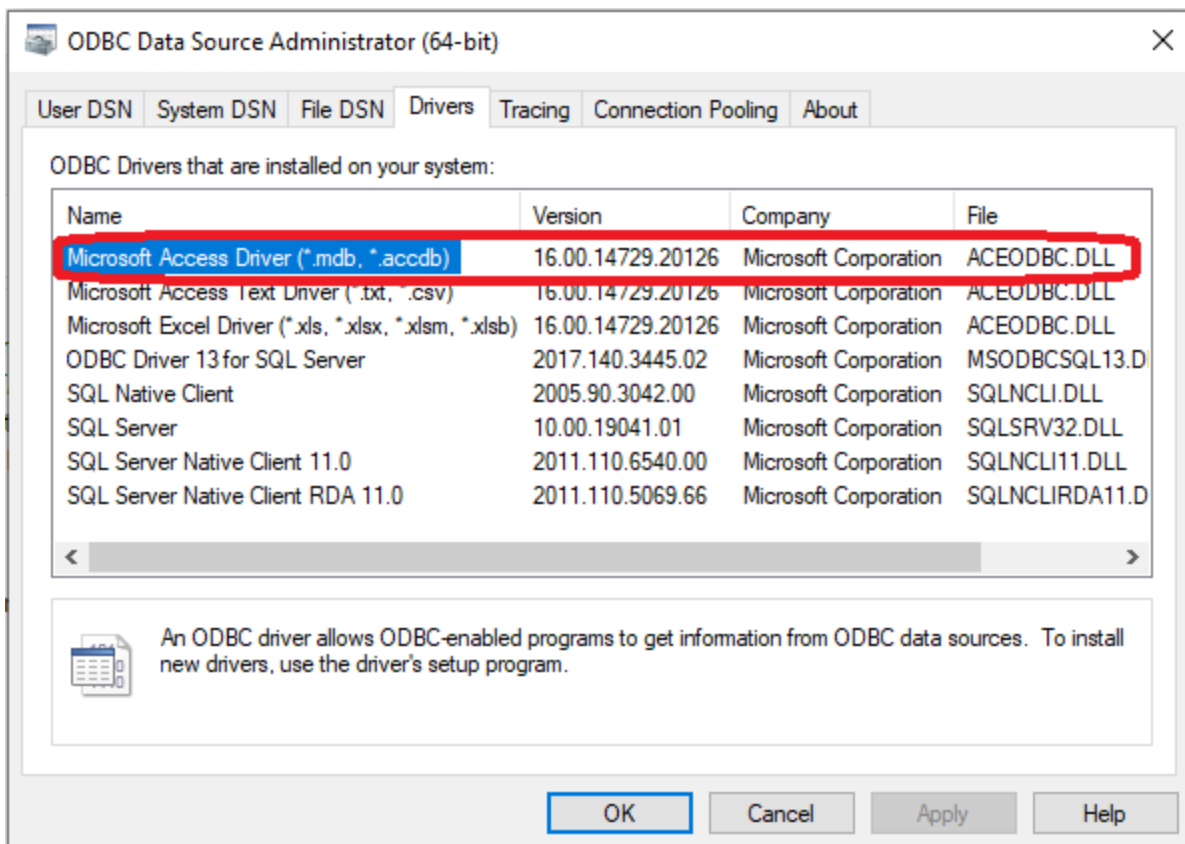 ODBC Data Source Administrator (64-bit)
User DSN System DSN File DSN Drivers Tracing Connection Pooling About
ODBC Drivers that are installed on your system:
Name Version Company File
Microsoft Access Driver (*.mdb, *.accdb) 16.00.14729.20126 Microsoft Corporation ACEODBC.DLL
Microsoft Access Text Driver (*.txt, *.csv) 16.00.14729.20126 Microsoft Corporation ACEODBC.DLL
Microsoft Excel Driver (*.xls, *.xlsx, *.xlsm, *.xlsb) 16.00.14729.20126 Microsoft Corporation ACEODBC.DLL
ODBC Driver 13 for SQL Server 2017.140.3445.02 Microsoft Corporation MSODBCSQL13.D
SQL Native Client 2005.90.3042.00 Microsoft Corporation SQLNCLI.DLL
SQL Server 10.00.19041.01 Microsoft Corporation SQLSRV32.DLL
SQL Server Native Client 11.0 2011.110.6540.00 Microsoft Corporation SQLNCLI11.DLL
SQL Server Native Client RDA 11.0 2011.110.5069.66 Microsoft Corporation SQLNCLIRDA11.D
An ODBC driver allows ODBC-enabled programs to get information from ODBC data sources. To install
new drivers, use the driver's setup program.
OK Cancel Apply Help